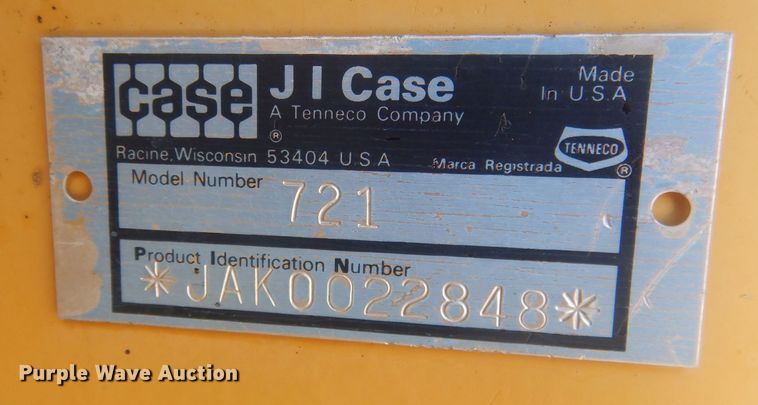 case J I Case Made
A Tenneco Company In U.S.A
®
Racine, Wisconsin 53404 U.S.A Marca Registrada TENNECO ®
Model Number 721
Product Identification Number
*JAK0022848*
Purple Wave Auction